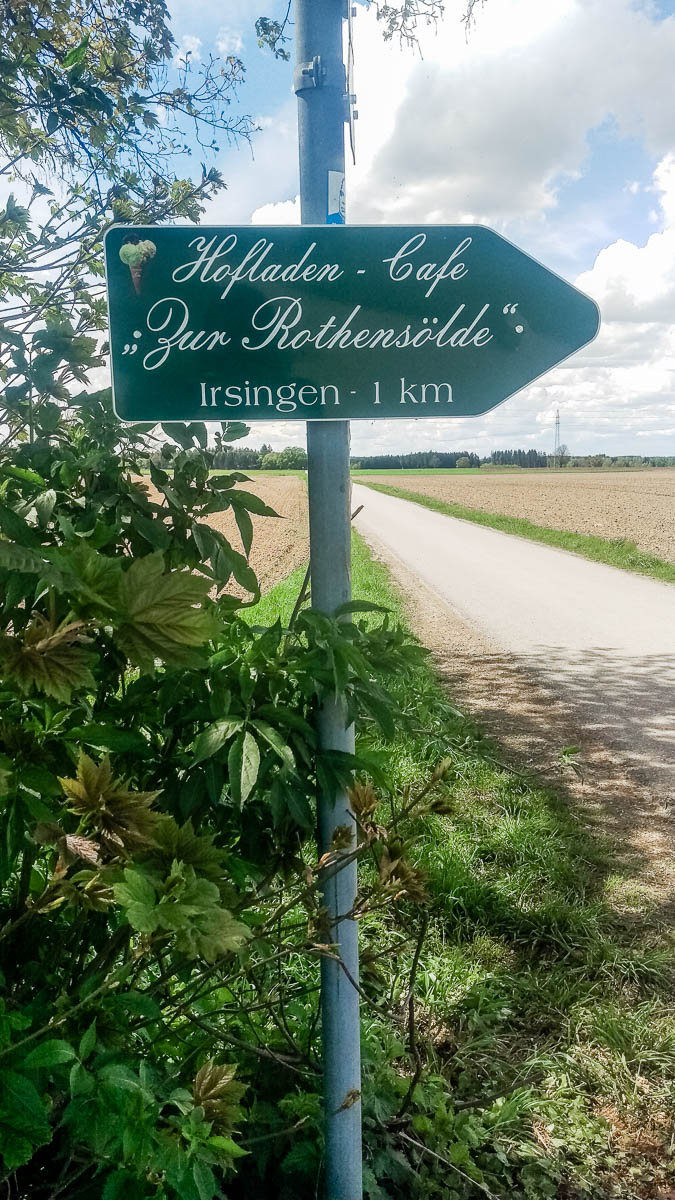 Hofladen - Cafe
„Zur Rothensölde“
Irsingen - 1 km